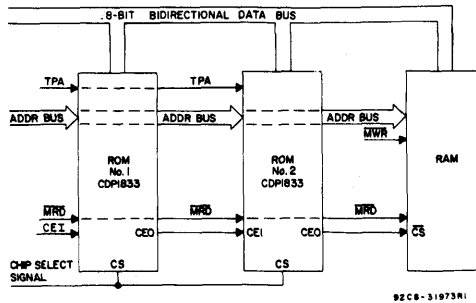 8-BIT BIDIRECTIONAL DATA BUS
TPA TPA
ADDR BUS ADDR BUS ADDR BUS
MWR
ROM
No. 1
CDP1833
ROM
No. 2
CDP1833
RAM
MRD MRD MRD
CEI CEO CEI CEO CS
CS CS
CHIP SELECT
SIGNAL
92CS-31973R1